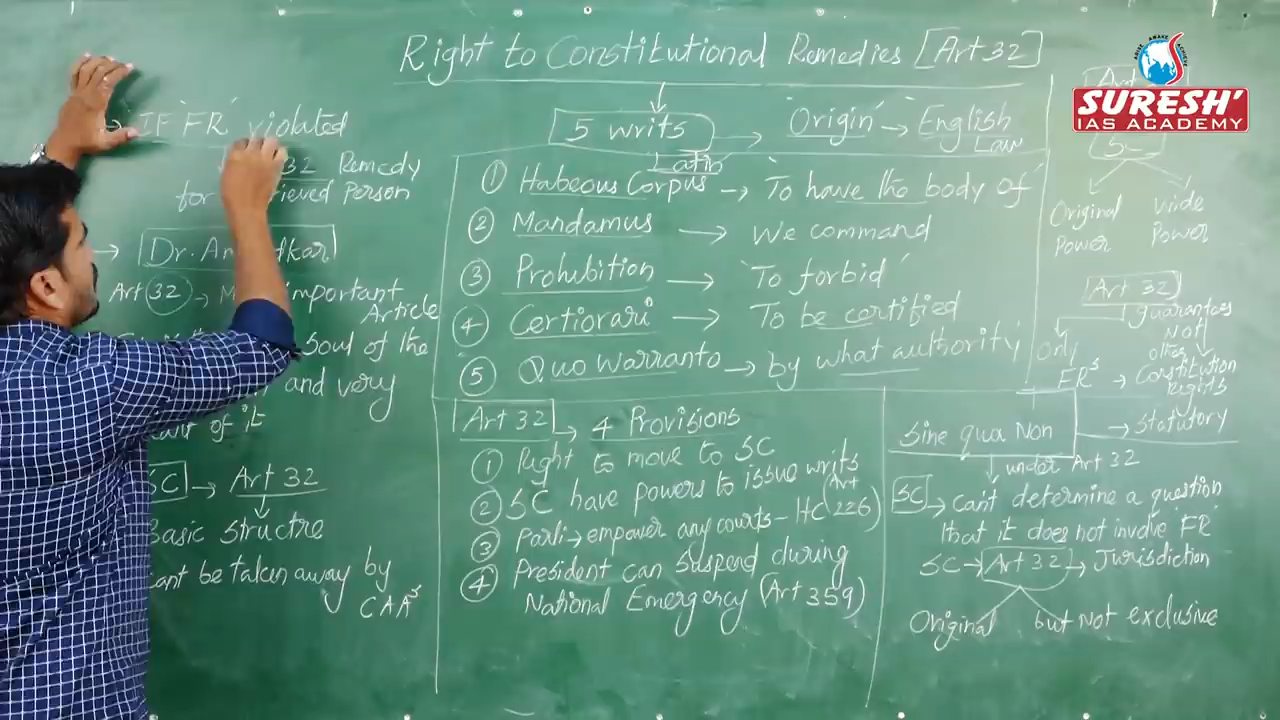 Right to Constitutional Remedies [Art 32]
→ IF 'FR' violated
32 Remedy
for Person
→ Dr.
Art 32 → important
Article
Soul of the
and very
of it
SC → Art 32
Basic structre
cant be taken away by
CAAs
5 writs → 'Origin' → English
Law
Latin
① Habeous Corpus → To have the body of
② Mandamus → We command
③ Prohubition → 'To forbid'
④ Certiorari → To be certified
⑤ Quo Warranto → by what authority
Art 32 → 4 Provisions
① Right to move to SC
② SC have powers to issue writs
③ Parli → empower any courts - HC (Art 226)
④ President can suspend during
National Emergency (Art 359)
SURESH'
IAS ACADEMY
Original
Power
Wide
Power
Art 32
guarantees
Only
FRs
Not
other
→ Constitution
Rights
→ Statutory
Sine qua Non
under Art 32
SC → can't determine a question
that it does not involve 'FR'
SC → Art 32 → Jurisdiction
Original but Not exclusive